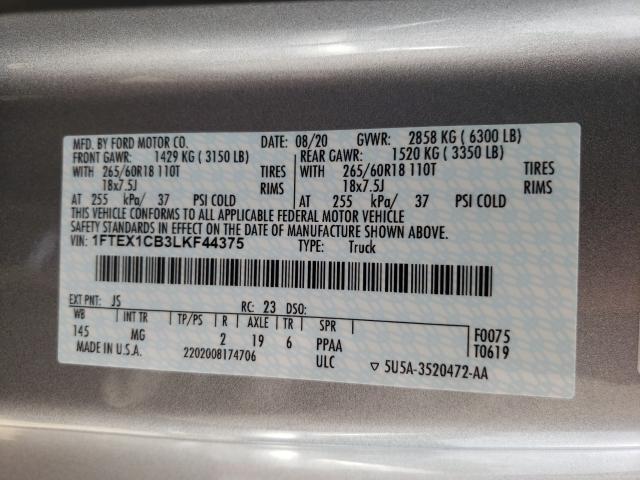 MFD. BY FORD MOTOR CO. 08/20 GVWR: 2858 KG ( 6300 LB)
FRONT GAWR: 1429 KG ( 3150 LB) REAR GAWR: 1520 KG ( 3350 LB)
WITH 265/60R18 110T TIRES WITH 265/60R18 110T TIRES
18x7.5J RIMS 18x7.5J RIMS
AT 255 kPa/ 37 PSI COLD AT 255 kPa/ 37 PSI COLD
THIS VEHICLE CONFORMS TO ALL APPLICABLE FEDERAL MOTOR VEHICLE
SAFETY STANDARDS IN EFFECT ON THE DATE OF MANUFACTURE SHOWN ABOVE.
VIN: 1FTEX1CB3LKF44375 TYPE: Truck
EXT PNT: JS RC: 23 DSO:
WB INT TR TP/PS R AXLE TR SPR F0075
145 MG 2 19 6 PPAA T0619
MADE IN U.S.A. 2202008174706 ULC ▽ 5U5A-3520472-AA